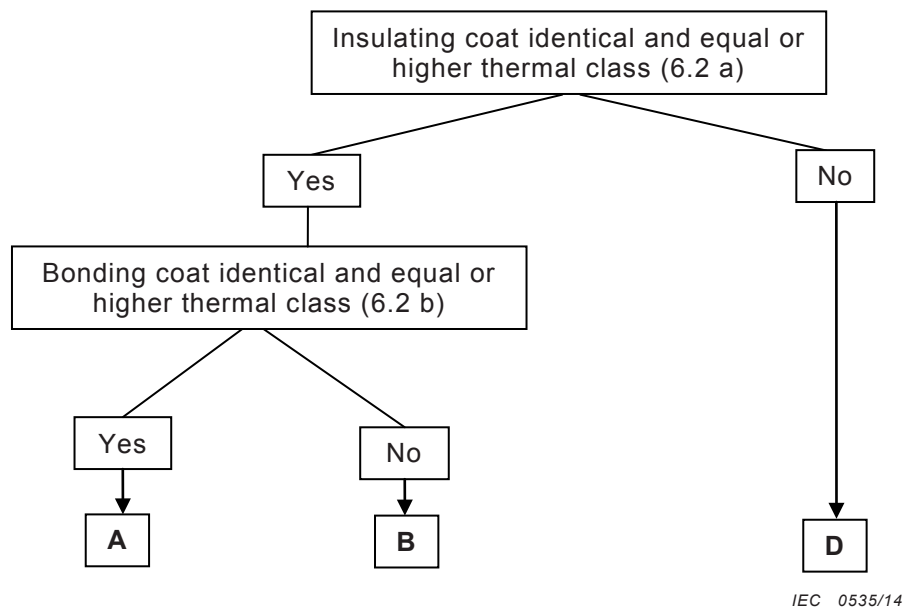 Insulating coat identical and equal or
higher thermal class (6.2 a)
Yes
No
Bonding coat identical and equal or
higher thermal class (6.2 b)
Yes
No
A
B
D
IEC 0535/14